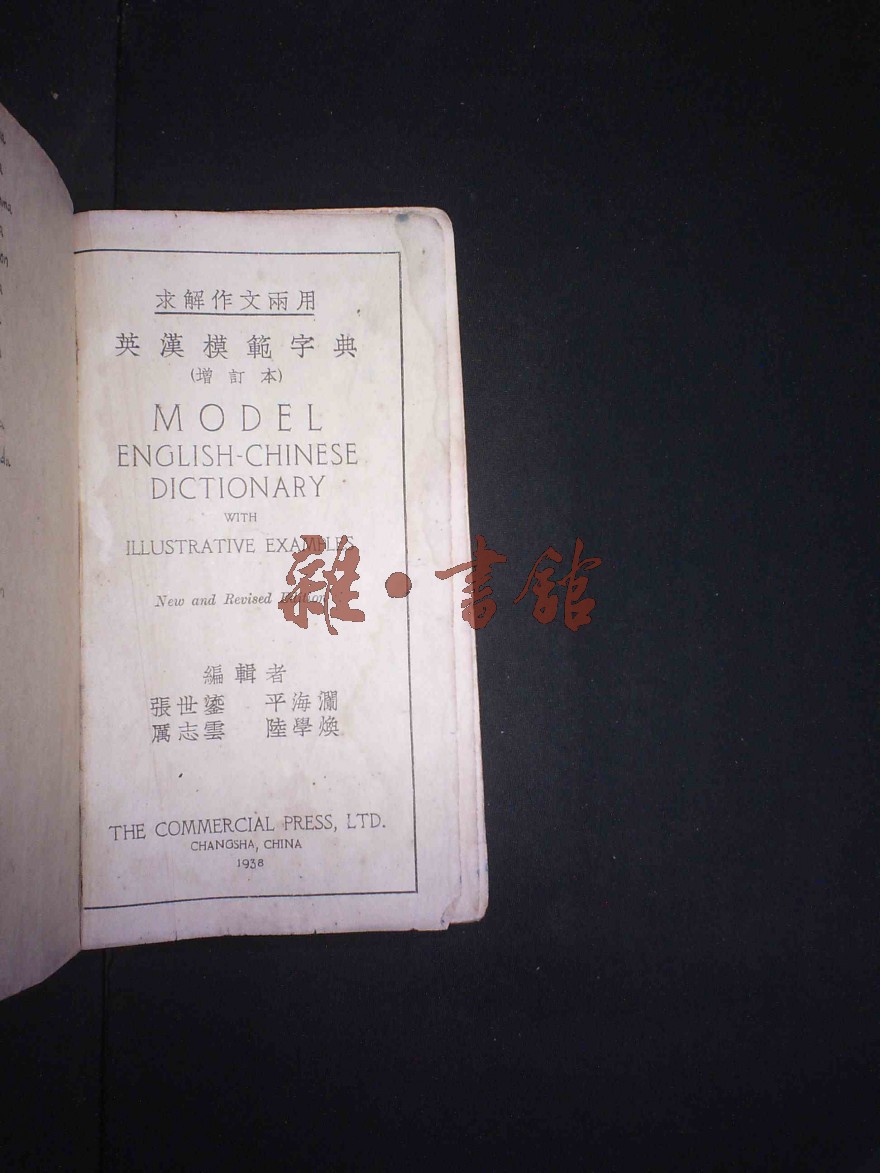 求解作文兩用
英漢模範字典
(增訂本)
MODEL
ENGLISH-CHINESE
DICTIONARY
WITH
ILLUSTRATIVE EXAMPLES
New and Revised Edition
編輯者
張世鎏 平海瀾
厲志雲 陸學煥
THE COMMERCIAL PRESS, LTD.
CHANGSHA, CHINA
1938
雜·書館